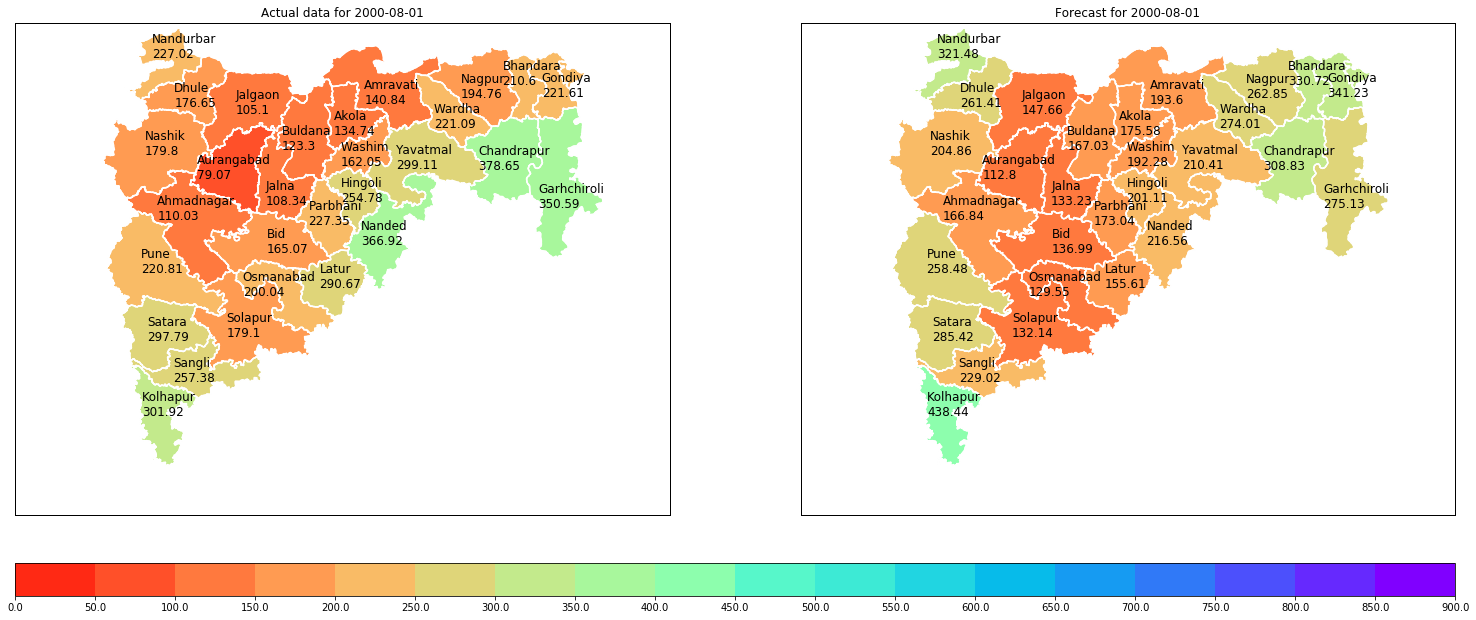 Actual data for 2000-08-01
Nandurbar
227.02
Dhule
176.65
Jalgaon
105.1
Amravati
140.84
Nagpur
194.76
Bhandara
210.6
Gondiya
221.61
Wardha
221.09
Nashik
179.8
Buldana
123.3
Akola
134.74
Washim
162.05
Yavatmal
299.11
Chandrapur
378.65
Aurangabad
79.07
Jalna
108.34
Hingoli
254.78
Garhchiroli
350.59
Ahmadnagar
110.03
Parbhani
227.35
Nanded
366.92
Bid
165.07
Pune
220.81
Osmanabad
200.04
Latur
290.67
Satara
297.79
Solapur
179.1
Sangli
257.38
Kolhapur
301.92
Forecast for 2000-08-01
Nandurbar
321.48
Dhule
261.41
Jalgaon
147.66
Amravati
193.6
Nagpur
262.85
Bhandara
330.72
Gondiya
341.23
Wardha
274.01
Nashik
204.86
Buldana
167.03
Akola
175.58
Washim
192.28
Yavatmal
210.41
Chandrapur
308.83
Aurangabad
112.8
Jalna
133.23
Hingoli
201.11
Garhchiroli
275.13
Ahmadnagar
166.84
Parbhani
173.04
Nanded
216.56
Bid
136.99
Pune
258.48
Osmanabad
129.55
Latur
155.61
Satara
285.42
Solapur
132.14
Sangli
229.02
Kolhapur
438.44
0.0 50.0 100.0 150.0 200.0 250.0 300.0 350.0 400.0 450.0 500.0 550.0 600.0 650.0 700.0 750.0 800.0 850.0 900.0